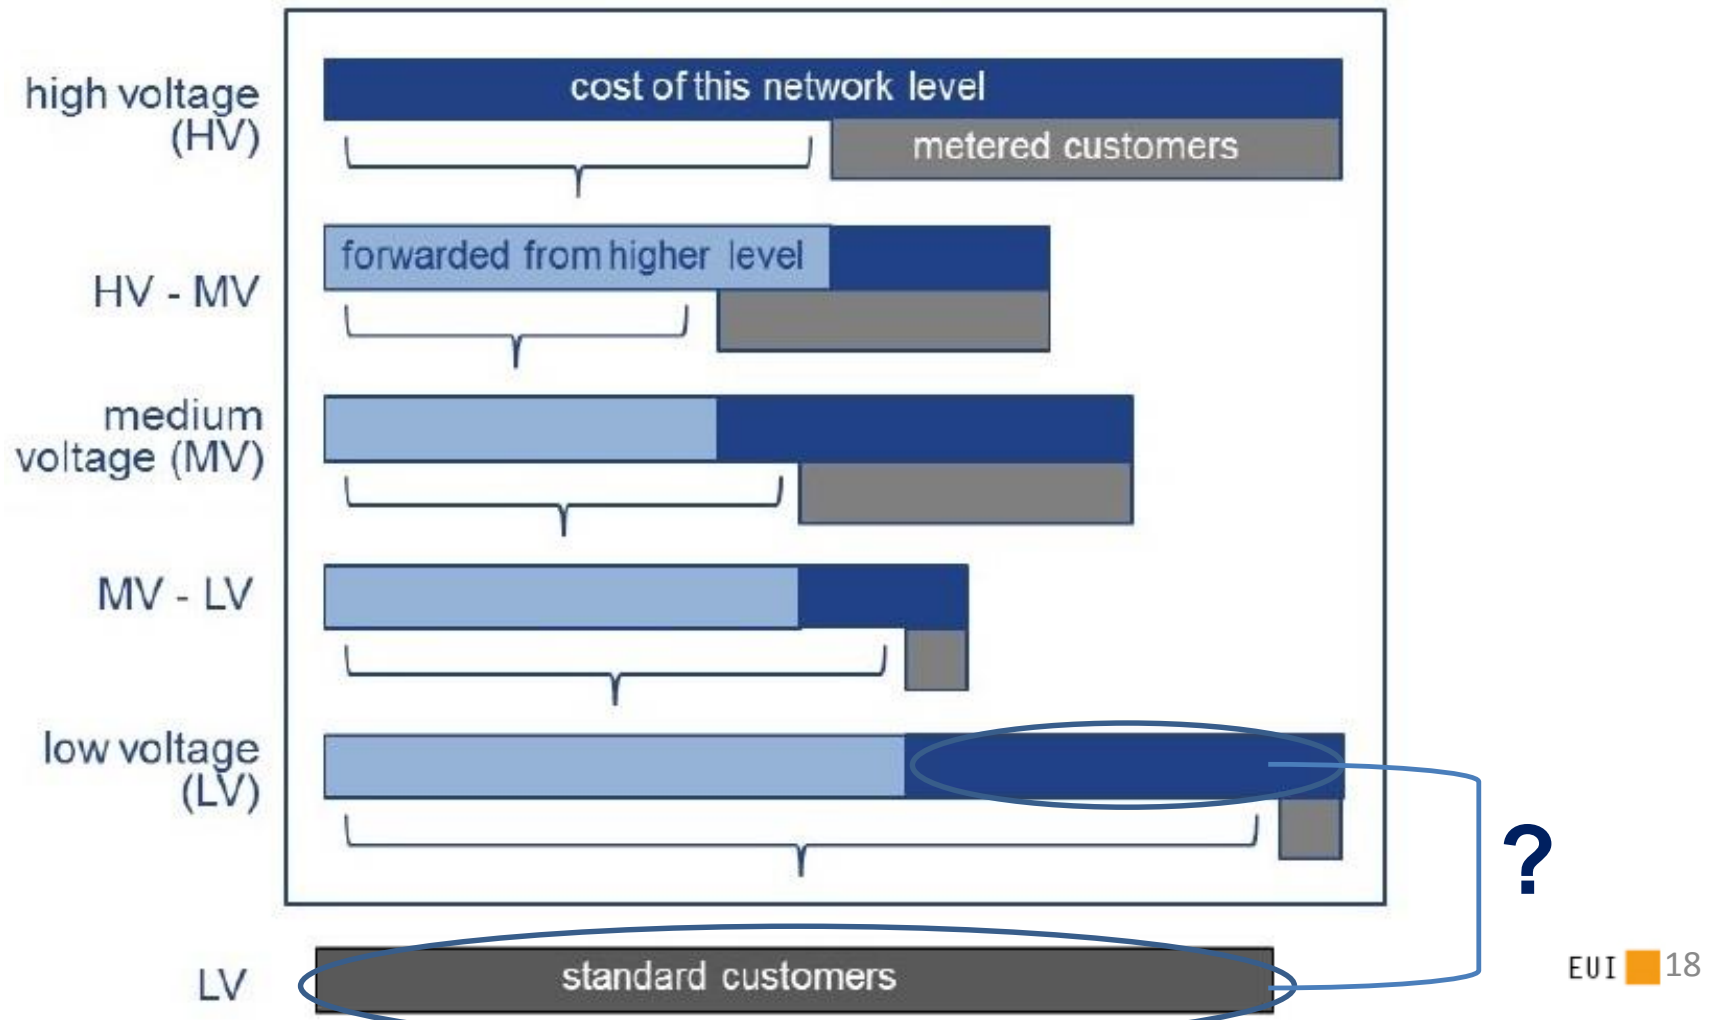 high voltage
(HV)
cost of this network level
metered customers
HV - MV
forwarded from higher level
medium
voltage (MV)
MV - LV
low voltage
(LV)
?
LV
standard customers
EUI 18